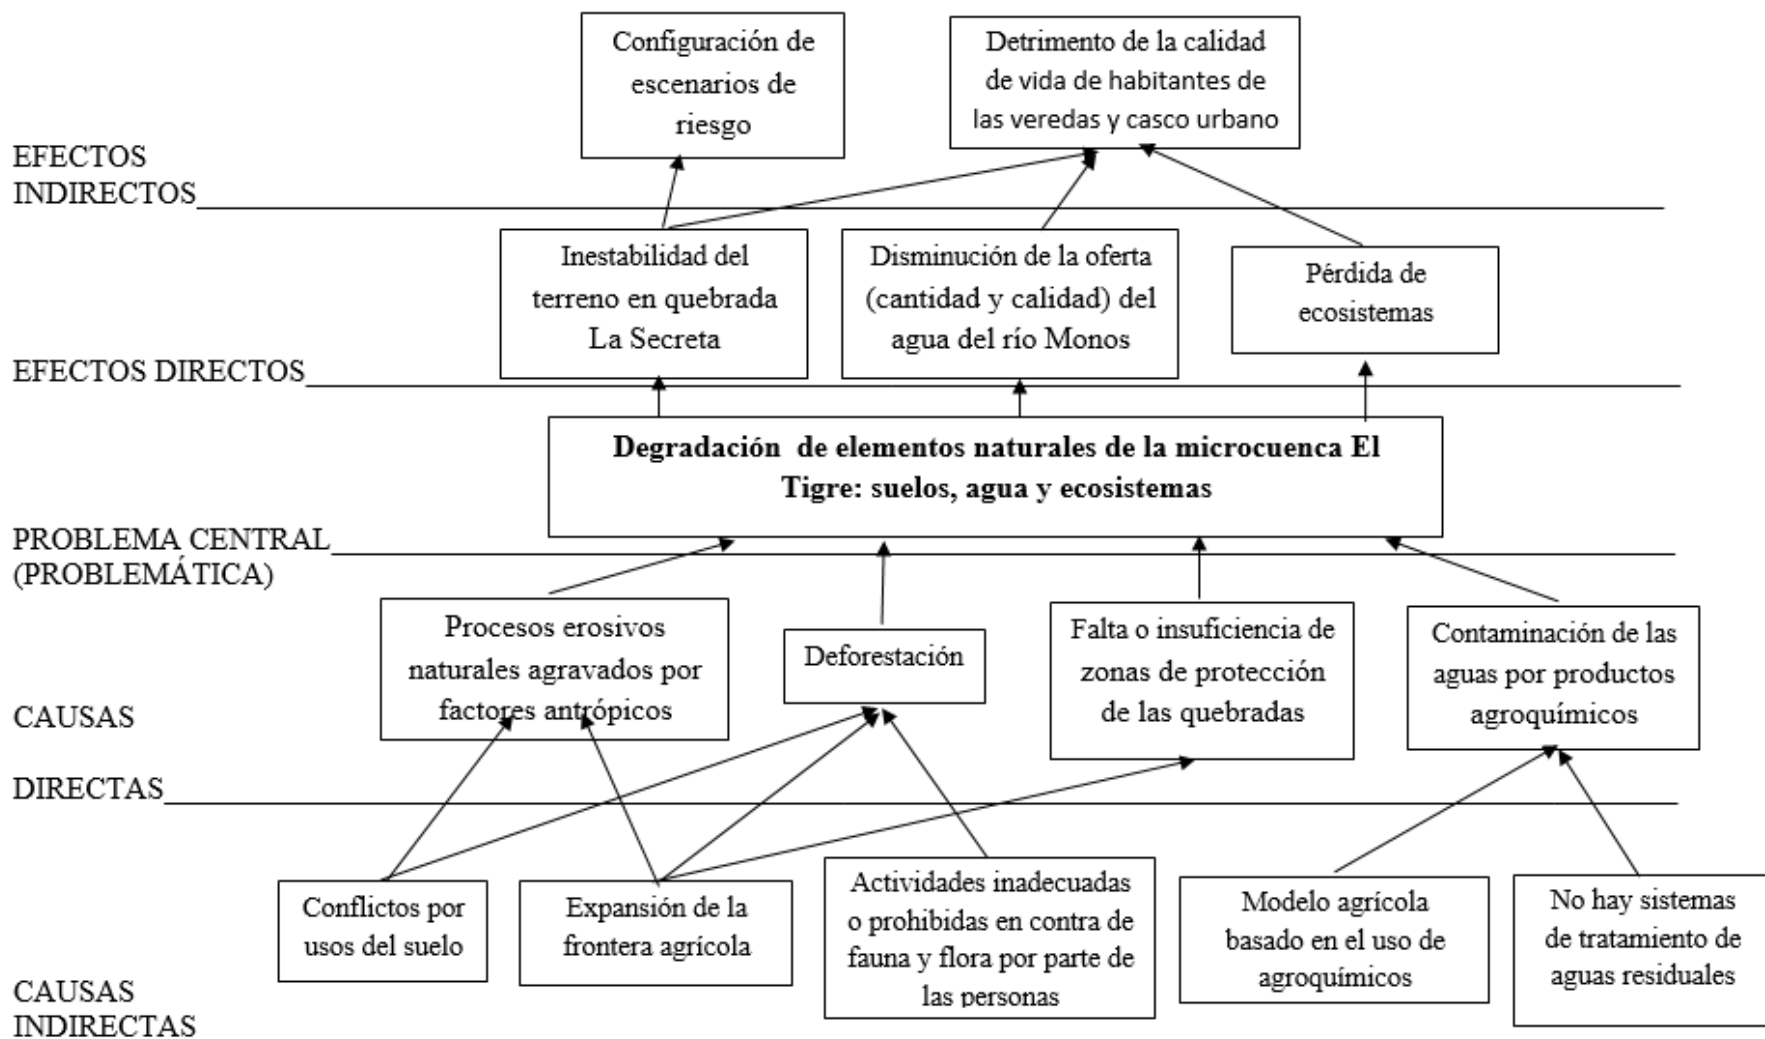 Configuración de
escenarios de
riesgo
Detrimento de la calidad
de vida de habitantes de
las veredas y casco urbano
EFECTOS
INDIRECTOS
Inestabilidad del
terreno en quebrada
La Secreta
Disminución de la oferta
(cantidad y calidad) del
agua del río Monos
Pérdida de
ecosistemas
EFECTOS DIRECTOS
Degradación de elementos naturales de la microcuenca El
Tigre: suelos, agua y ecosistemas
PROBLEMA CENTRAL
(PROBLEMÁTICA)
Procesos erosivos
naturales agravados por
factores antrópicos
Deforestación
Falta o insuficiencia de
zonas de protección
de las quebradas
Contaminación de las
aguas por productos
agroquímicos
CAUSAS
DIRECTAS
Conflictos por
usos del suelo
Expansión de la
frontera agrícola
Actividades inadecuadas
o prohibidas en contra de
fauna y flora por parte de
las personas
Modelo agrícola
basado en el uso de
agroquímicos
No hay sistemas
de tratamiento de
aguas residuales
CAUSAS
INDIRECTAS